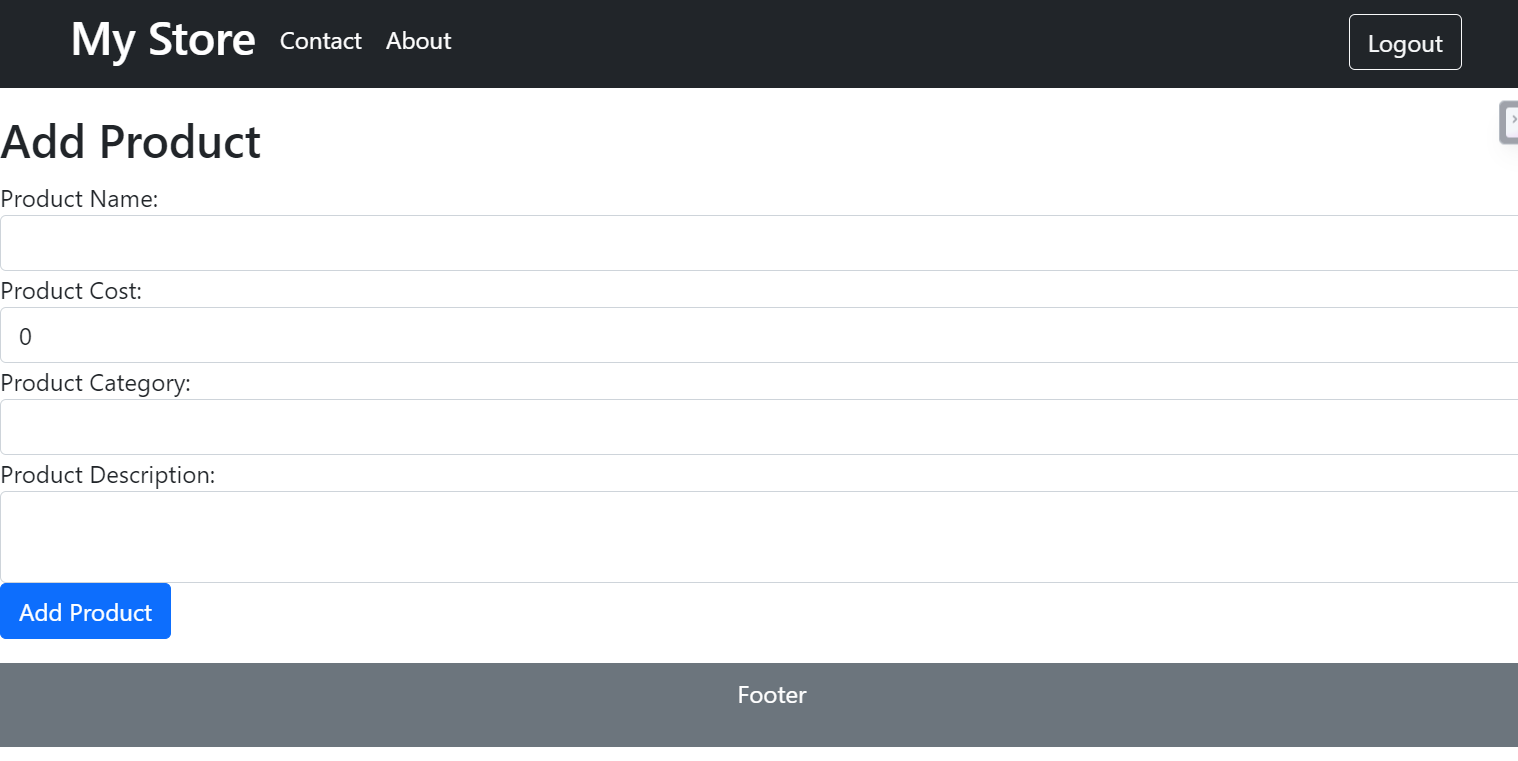 My Store Contact About Logout
Add Product
Product Name:
Product Cost:
0
Product Category:
Product Description:
Add Product
Footer